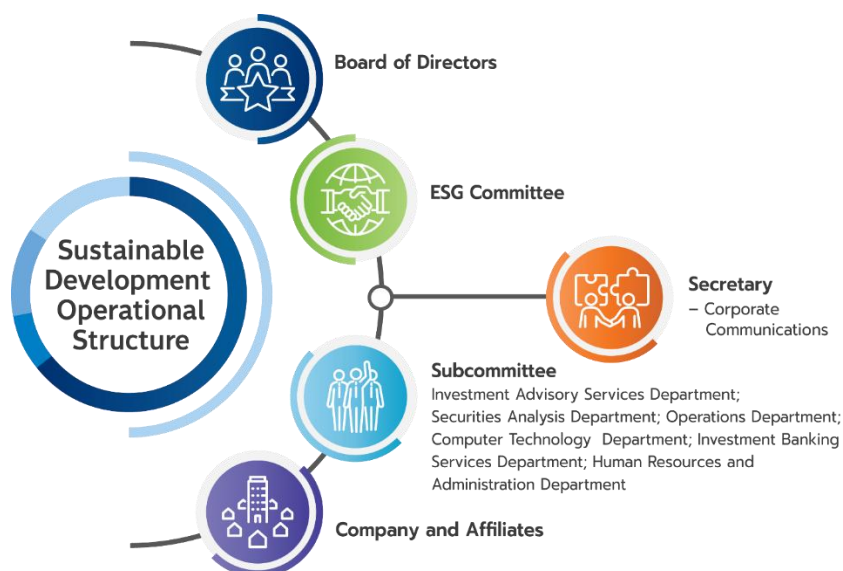 Board of Directors
ESG Committee
Sustainable
Development
Operational
Structure
Secretary
– Corporate
Communications
Subcommittee
Investment Advisory Services Department;
Securities Analysis Department; Operations Department;
Computer Technology Department; Investment Banking
Services Department; Human Resources and
Administration Department
Company and Affiliates